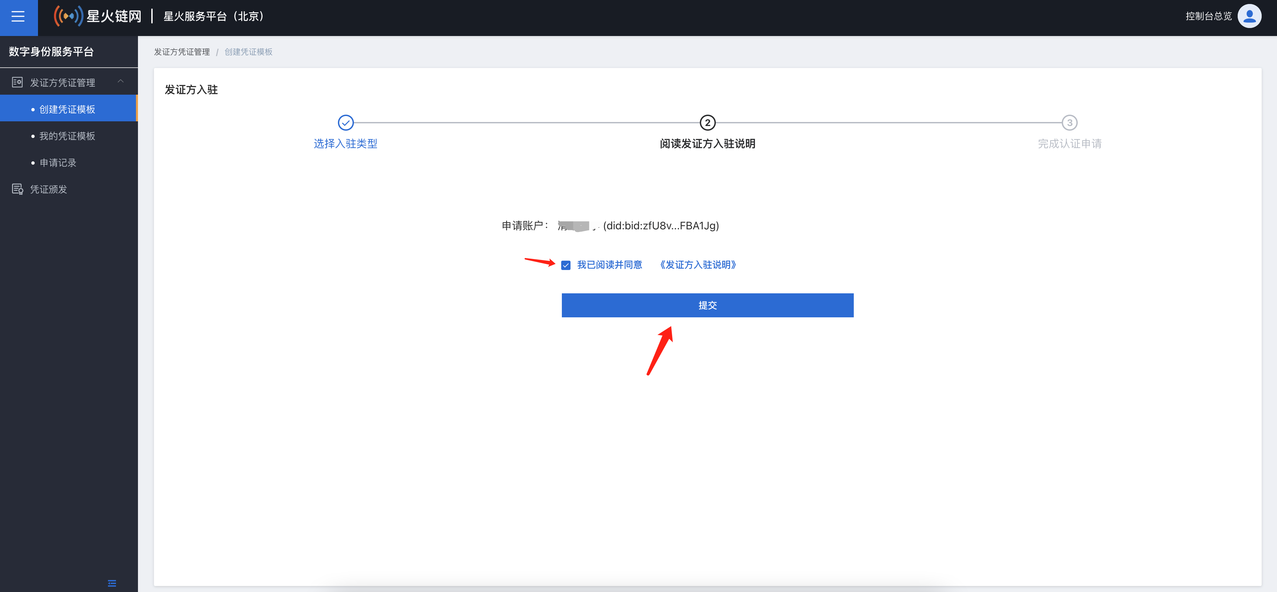 星火链网 星火服务平台（北京）
控制台总览
数字身份服务平台
发证方凭证管理
创建凭证模板
我的凭证模板
申请记录
凭证颁发
发证方凭证管理 / 创建凭证模板
发证方入驻
2 3
选择入驻类型 阅读发证方入驻说明 完成认证申请
申请账户： (did:bid:zfU8v...FBA1Jg)
我已阅读并同意 《发证方入驻说明》
提交